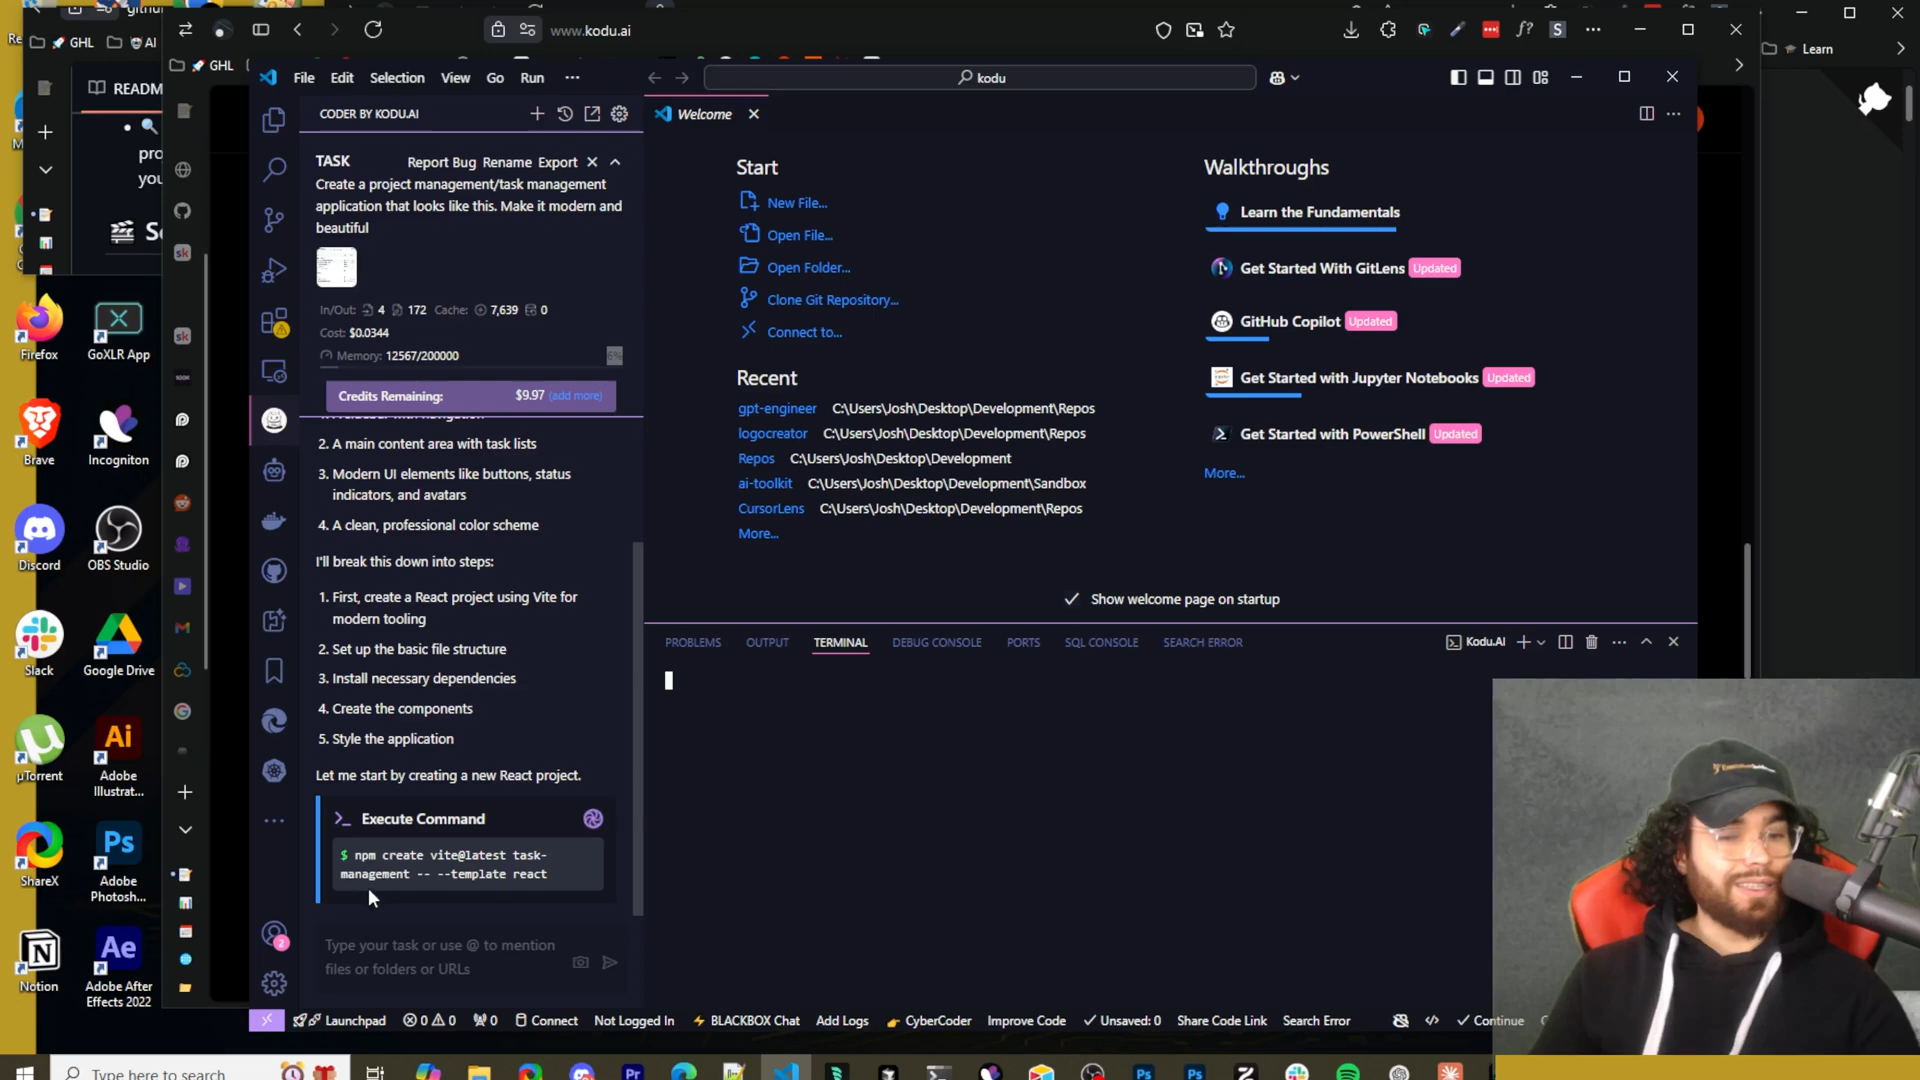 www.kodu.ai
GHL
AI
GHL
Learn
README
pro
you
Firefox
GoXLR App
Brave
Incogniton
Discord
OBS Studio
Slack
Google Drive
µTorrent
Adobe
Illustrat...
ShareX
Adobe
Photosh...
Notion
Adobe After
Effects 2022
File Edit Selection View Go Run ...
kodu
CODER BY KODU.AI
TASK Report Bug Rename Export
Create a project management/task management
application that looks like this. Make it modern and
beautiful
In/Out: 4 172 Cache: 7,639 0
Cost: $0.0344
Memory: 12567/200000 6%
Credits Remaining: $9.97 (add more)
2. A main content area with task lists
3. Modern UI elements like buttons, status
indicators, and avatars
4. A clean, professional color scheme
I'll break this down into steps:
1. First, create a React project using Vite for
modern tooling
2. Set up the basic file structure
3. Install necessary dependencies
4. Create the components
5. Style the application
Let me start by creating a new React project.
Execute Command
$ npm create vite@latest task-
management -- --template react
Type your task or use @ to mention
files or folders or URLs
Welcome
Start
New File...
Open File...
Open Folder...
Clone Git Repository...
Connect to...
Recent
gpt-engineer C:\Users\Josh\Desktop\Development\Repos
logocreator C:\Users\Josh\Desktop\Development\Repos
Repos C:\Users\Josh\Desktop\Development
ai-toolkit C:\Users\Josh\Desktop\Development\Sandbox
CursorLens C:\Users\Josh\Desktop\Development\Repos
More...
Walkthroughs
Learn the Fundamentals
Get Started With GitLens Updated
GitHub Copilot Updated
Get Started with Jupyter Notebooks Updated
Get Started with PowerShell Updated
More...
Show welcome page on startup
PROBLEMS OUTPUT TERMINAL DEBUG CONSOLE PORTS SQL CONSOLE SEARCH ERROR
Kodu.AI
Launchpad 0 0 0 Connect Not Logged In BLACKBOX Chat Add Logs CyberCoder Improve Code Unsaved: 0 Share Code Link Search Error Continue
Type here to search